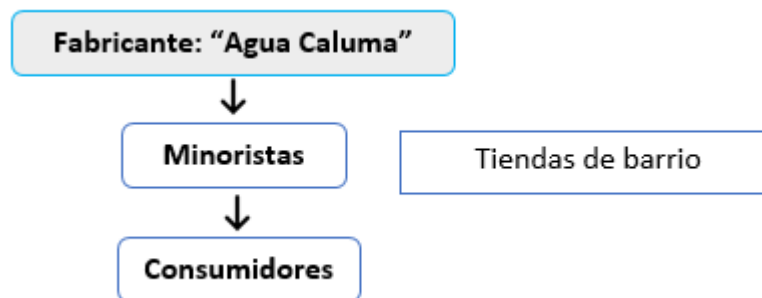 Fabricante: “Agua Caluma”
Minoristas
Tiendas de barrio
Consumidores